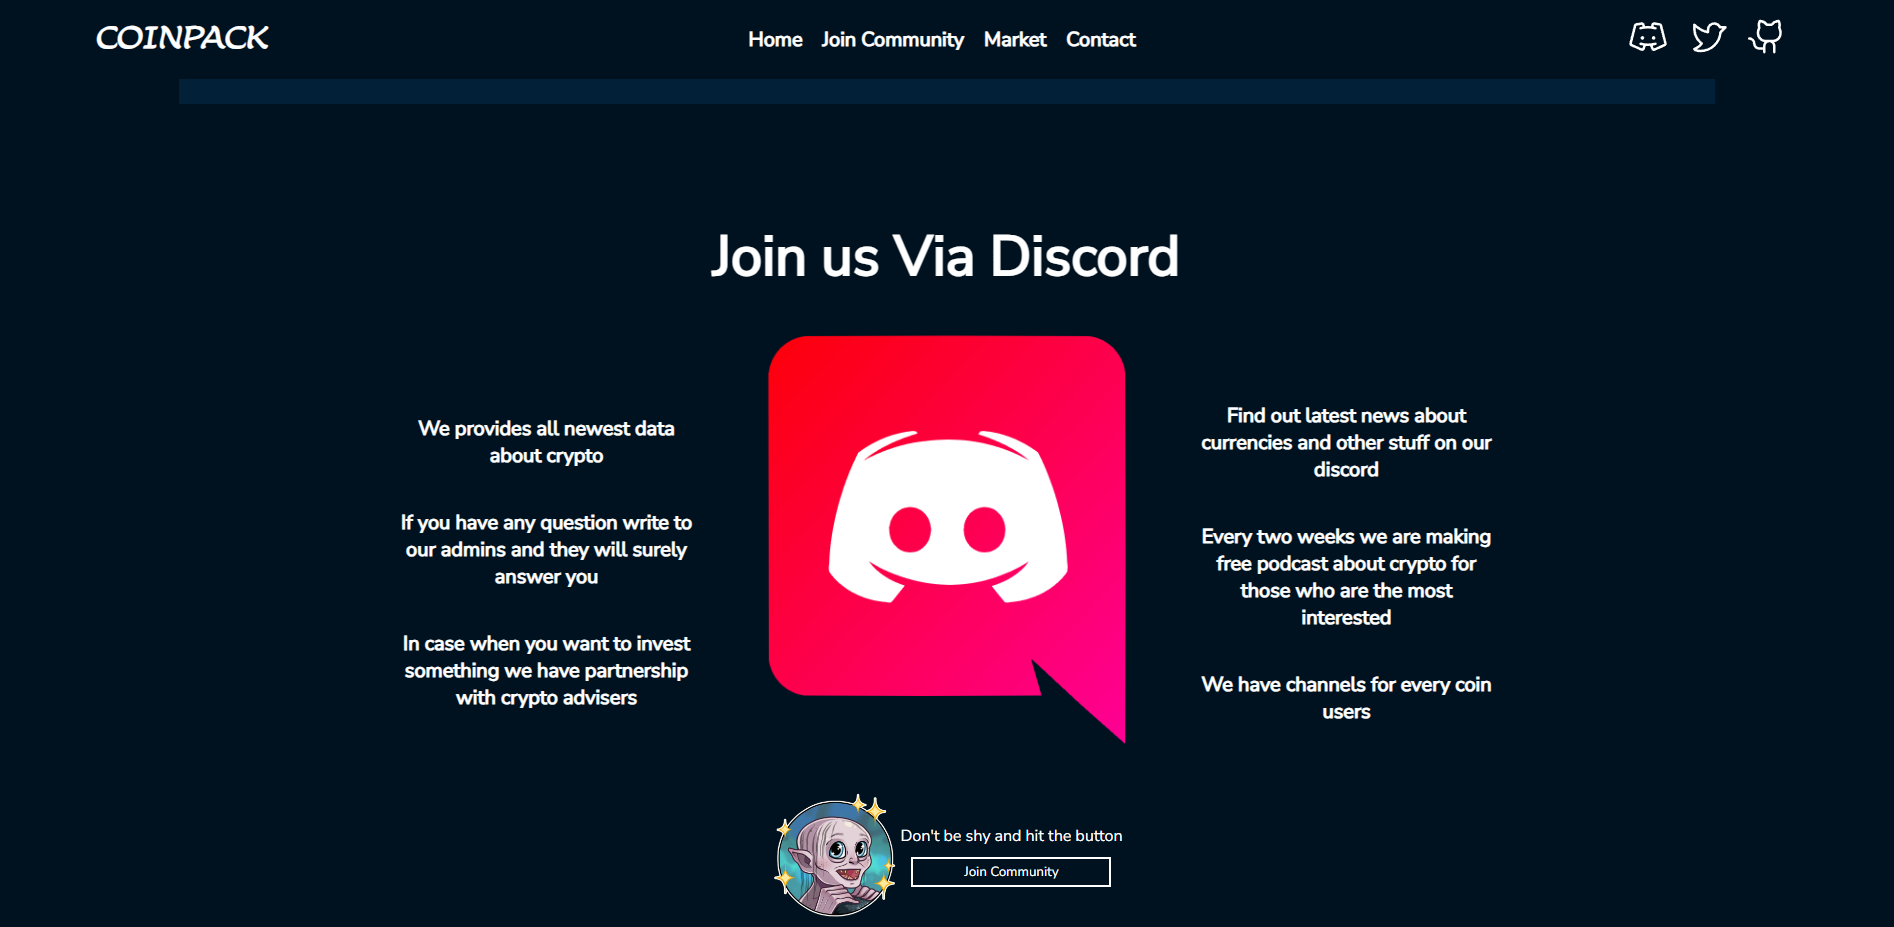 COINPACK
Home Join Community Market Contact
Join us Via Discord
We provides all newest data
about crypto
If you have any question write to
our admins and they will surely
answer you
In case when you want to invest
something we have partnership
with crypto advisers
Find out latest news about
currencies and other stuff on our
discord
Every two weeks we are making
free podcast about crypto for
those who are the most
interested
We have channels for every coin
users
Don't be shy and hit the button
Join Community